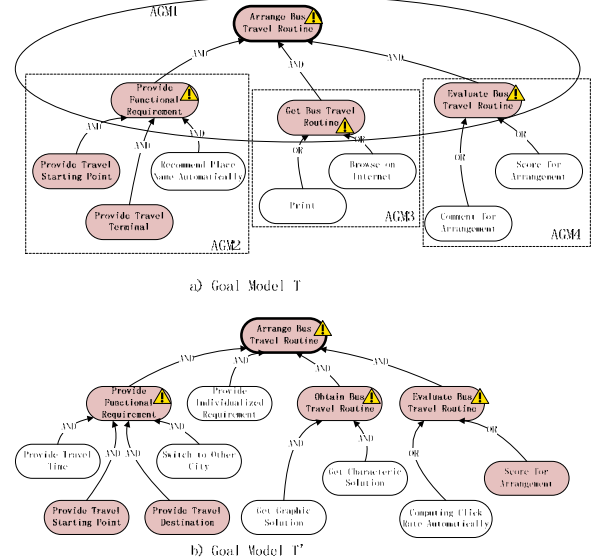 AGM1
Arrange Bus
Travel Routine
AND
AND
AND
Provide
Functional
Requirement
Get Bus Travel
Routine
Evaluate Bus
Travel Routine
AND
AND
AND
OR
OR
OR
OR
Provide Travel
Starting Point
Recommend Place
Name Automatically
Browse on
Internet
Score for
Arrangement
Provide Travel
Terminal
Print
Comment for
Arrangement
AGM2
AGM3
AGM4
a) Goal Model T
Arrange Bus
Travel Routine
AND
AND
AND
AND
Provide
Functional
Requirement
Provide
Individualized
Requirement
Obtain Bus
Travel Routine
Evaluate Bus
Travel Routine
AND
AND
AND
AND
AND
AND
OR
OR
Provide Travel
Time
Switch to Other
City
Get Characteric
Solution
Score for
Arrangement
Provide Travel
Starting Point
Provide Travel
Destination
Get Graphic
Solution
Computing Click
Rate Automatically
b) Goal Model T'